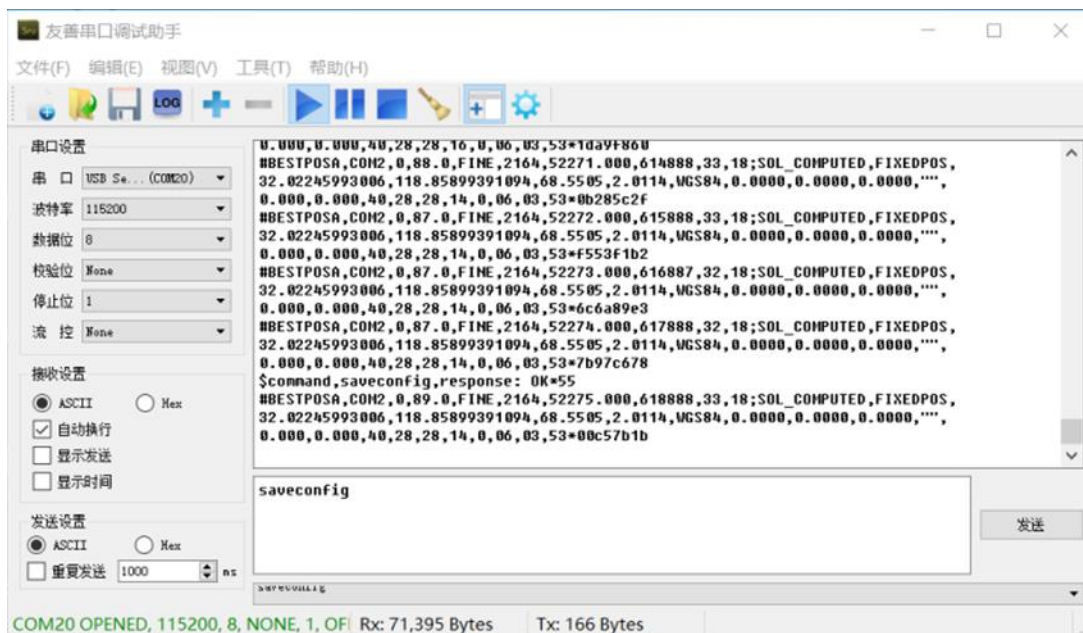 友善串口调试助手
文件(F) 编辑(E) 视图(V) 工具(T) 帮助(H)
LOG
串口设置
串 口 USB Se...(COM20)
波特率 115200
数据位 8
校验位 None
停止位 1
流 控 None
接收设置
ASCII Hex
自动换行
显示发送
显示时间
发送设置
ASCII Hex
重复发送 1000 ms
0.000,0.000,40,28,28,16,0,06,03,53*1da9f860
#BESTPOSA,COM2,0,88.0,FINE,2164,52271.000,614888,33,18;SOL_COMPUTED,FIXEDPOS,
32.02245993006,118.85899391094,68.5505,2.0114,WGS84,0.0000,0.0000,0.0000,"",
0.000,0.000,40,28,28,14,0,06,03,53*0b285c2f
#BESTPOSA,COM2,0,87.0,FINE,2164,52272.000,615888,33,18;SOL_COMPUTED,FIXEDPOS,
32.02245993006,118.85899391094,68.5505,2.0114,WGS84,0.0000,0.0000,0.0000,"",
0.000,0.000,40,28,28,14,0,06,03,53*f553f1b2
#BESTPOSA,COM2,0,87.0,FINE,2164,52273.000,616887,32,18;SOL_COMPUTED,FIXEDPOS,
32.02245993006,118.85899391094,68.5505,2.0114,WGS84,0.0000,0.0000,0.0000,"",
0.000,0.000,40,28,28,14,0,06,03,53*6c6a89e3
#BESTPOSA,COM2,0,87.0,FINE,2164,52274.000,617888,32,18;SOL_COMPUTED,FIXEDPOS,
32.02245993006,118.85899391094,68.5505,2.0114,WGS84,0.0000,0.0000,0.0000,"",
0.000,0.000,40,28,28,14,0,06,03,53*7b97c678
$command,saveconfig,response: OK*55
#BESTPOSA,COM2,0,89.0,FINE,2164,52275.000,618888,33,18;SOL_COMPUTED,FIXEDPOS,
32.02245993006,118.85899391094,68.5505,2.0114,WGS84,0.0000,0.0000,0.0000,"",
0.000,0.000,40,28,28,14,0,06,03,53*00c57b1b
saveconfig
发送
saveconfig
COM20 OPENED, 115200, 8, NONE, 1, OF Rx: 71,395 Bytes Tx: 166 Bytes